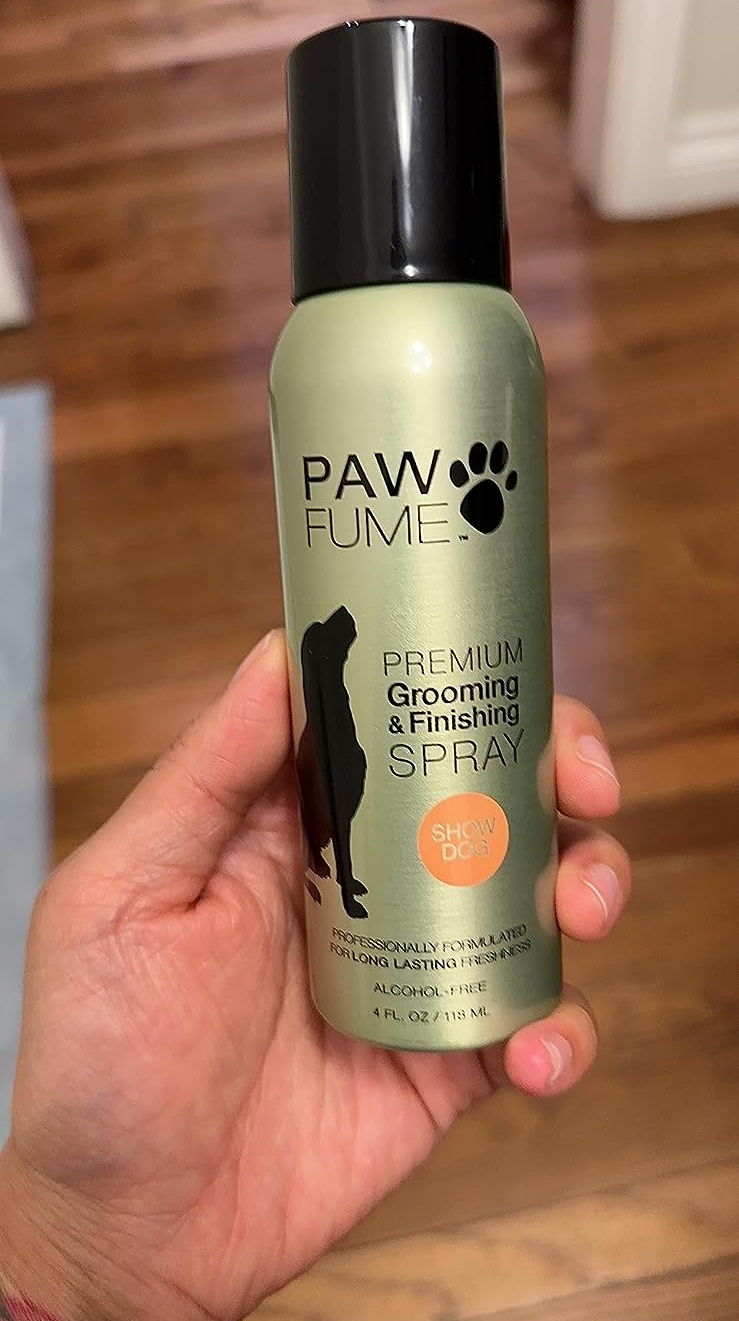 PAW
FUME™
PREMIUM
Grooming
& Finishing
SPRAY
SHOW
DOG
PROFESSIONALLY FORMULATED
FOR LONG LASTING FRESHNESS
ALCOHOL-FREE
4 FL. OZ / 118 ML